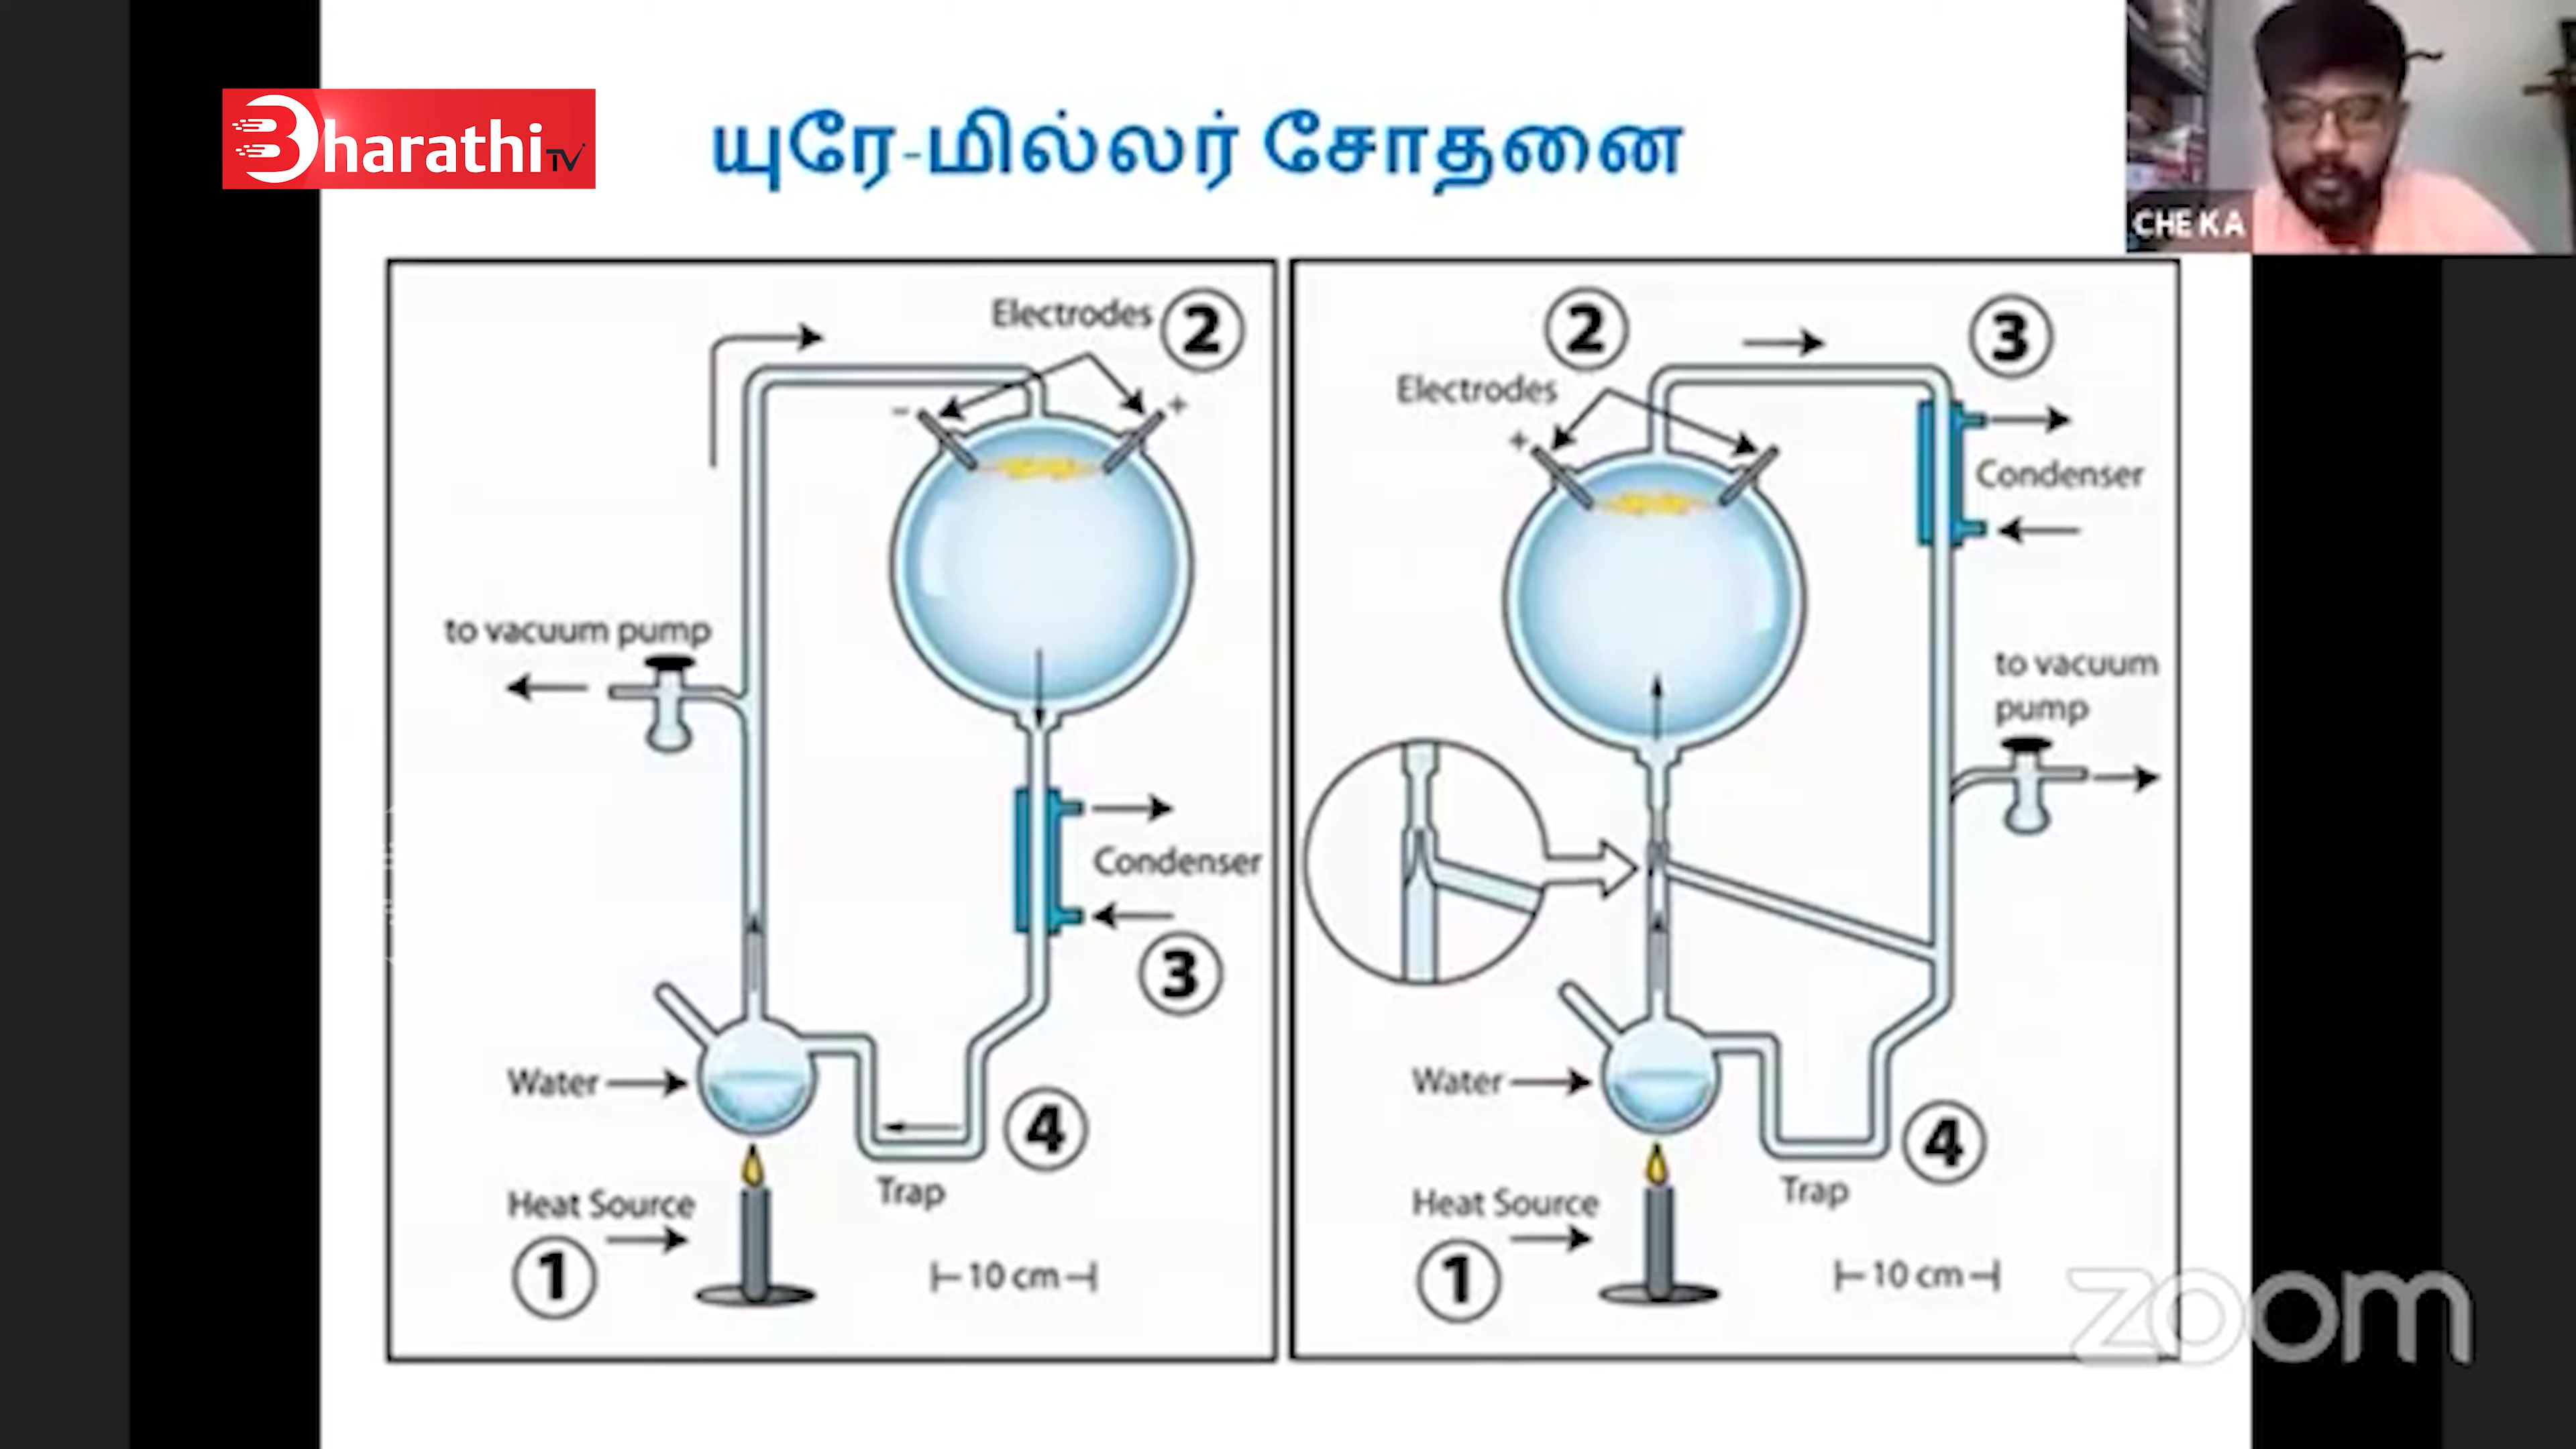 Bharathi TV
யுரே-மில்லர் சோதனை
CHE KA
Electrodes 2
- +
to vacuum pump
Condenser
3
Water
4
Trap
Heat Source
1
10 cm
2
3
Electrodes
+
Condenser
to vacuum
pump
Water
4
Trap
Heat Source
1
10 cm
zoom